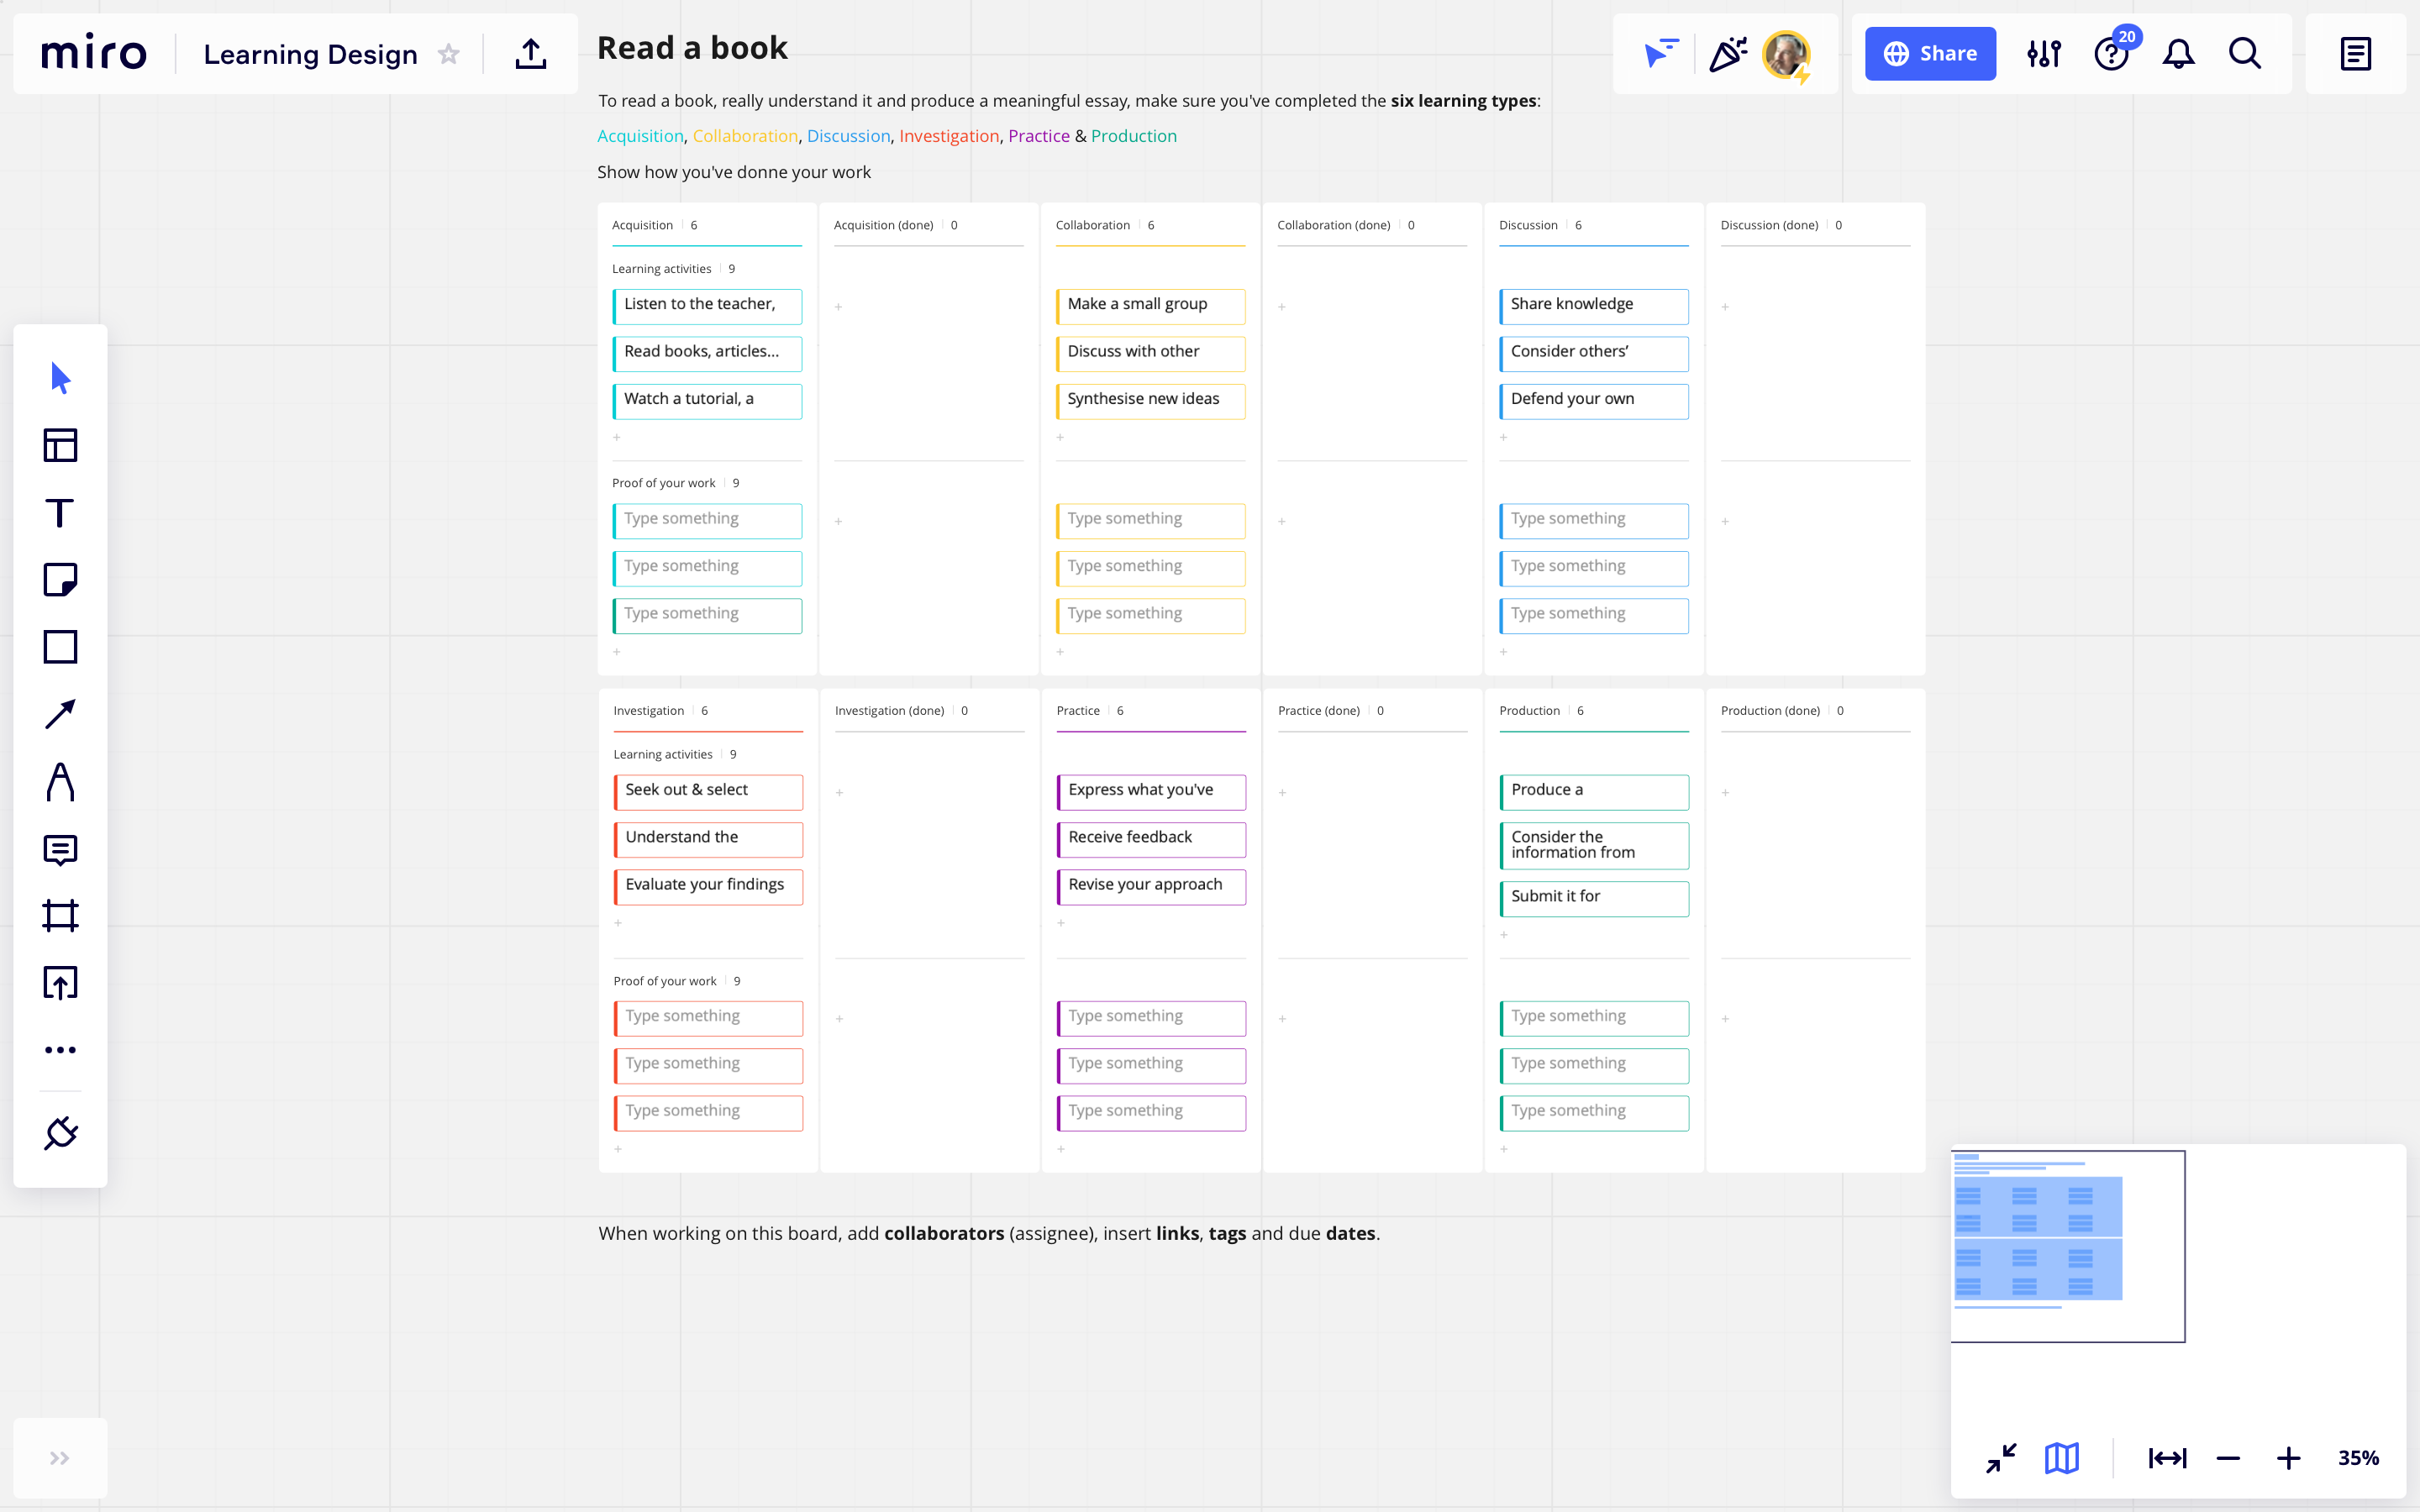 miro
Learning Design
Read a book
20
Share
To read a book, really understand it and produce a meaningful essay, make sure you've completed the six learning types:
Acquisition, Collaboration, Discussion, Investigation, Practice & Production
Show how you've donne your work
Acquisition 6
Acquisition (done) 0
Collaboration 6
Collaboration (done) 0
Discussion 6
Discussion (done) 0
Learning activities 9
Listen to the teacher,
Make a small group
Share knowledge
Read books, articles...
Discuss with other
Consider others’
Watch a tutorial, a
Synthesise new ideas
Defend your own
Proof of your work 9
Type something
Type something
Type something
Type something
Type something
Type something
Type something
Type something
Type something
Investigation 6
Investigation (done) 0
Practice 6
Practice (done) 0
Production 6
Production (done) 0
Learning activities 9
Seek out & select
Express what you've
Produce a
Understand the
Receive feedback
Consider the
information from
Evaluate your findings
Revise your approach
Submit it for
Proof of your work 9
Type something
Type something
Type something
Type something
Type something
Type something
Type something
Type something
Type something
When working on this board, add collaborators (assignee), insert links, tags and due dates.
35%